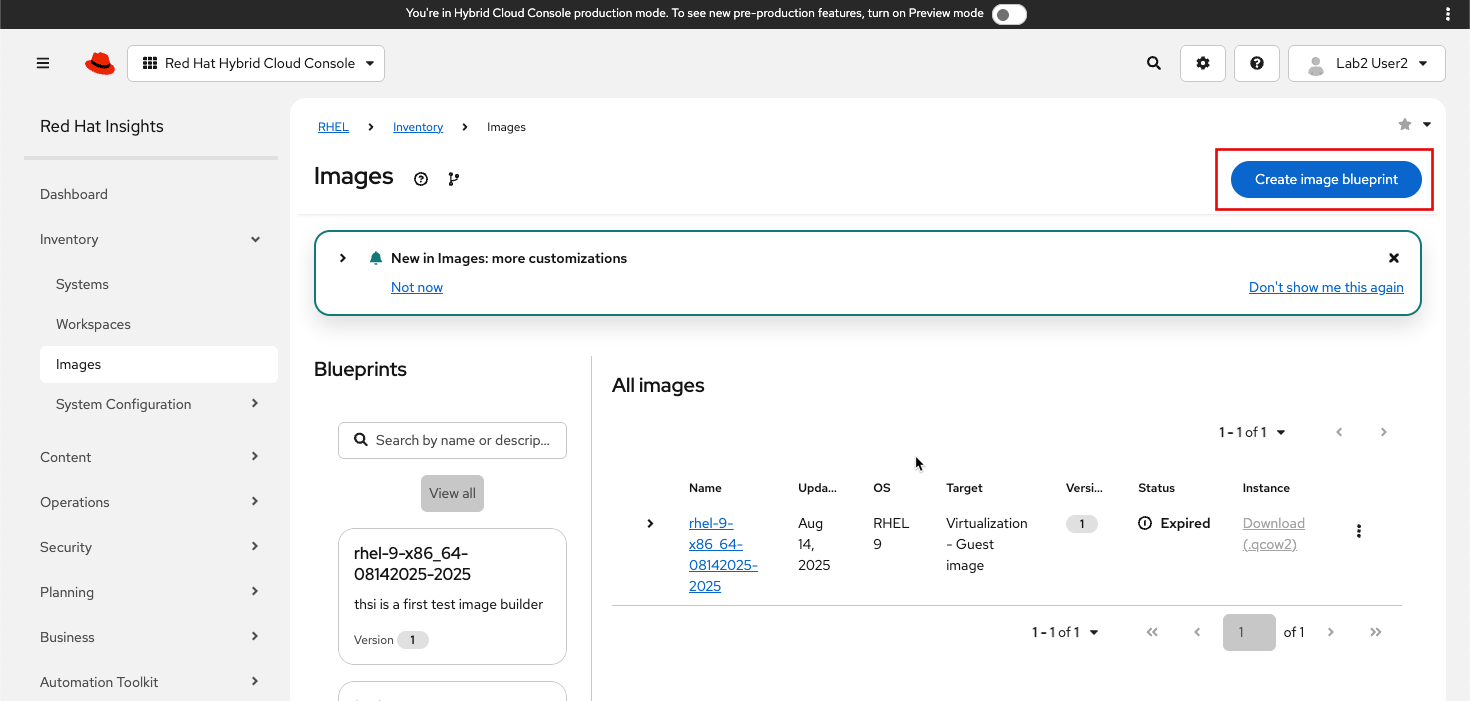 You're in Hybrid Cloud Console production mode. To see new pre-production features, turn on Preview mode
Red Hat Hybrid Cloud Console
Lab2 User2
Red Hat Insights
Dashboard
Inventory
Systems
Workspaces
Images
System Configuration
Content
Operations
Security
Planning
Business
Automation Toolkit
RHEL
Inventory
Images
Images
Create image blueprint
New in Images: more customizations
Not now
Don't show me this again
Blueprints
Search by name or descrip...
View all
rhel-9-x86_64-
08142025-2025
thsi is a first test image builder
Version 1
All images
1 - 1 of 1
Name Upda... OS Target Versi... Status Instance
rhel-9-
x86_64-
08142025-
2025
Aug
14,
2025
RHEL
9
Virtualization
- Guest
image
1
Expired
Download
(.qcow2)
1 - 1 of 1
1 of 1